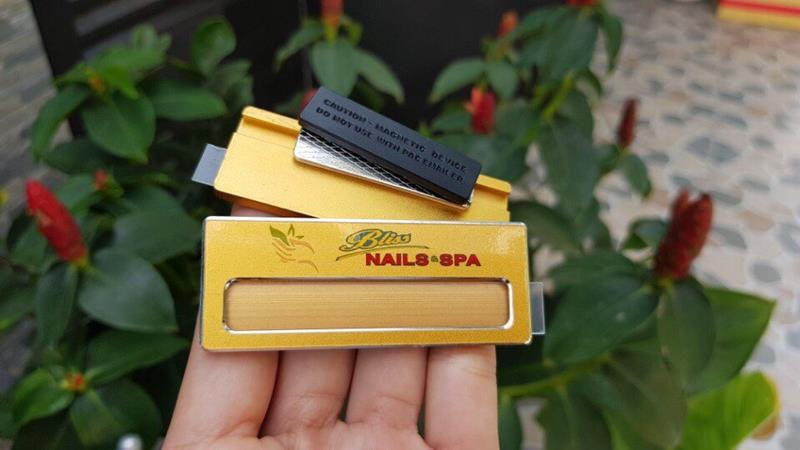 CAUTION - MAGNETIC DEVICE
DO NOT USE WITH PACEMAKER
Bliss
NAILS & SPA